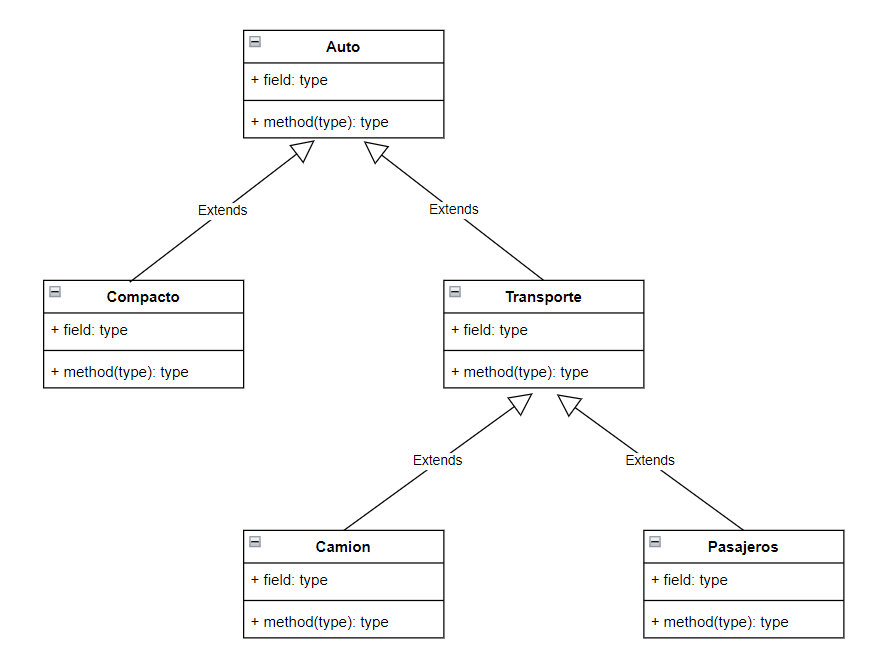 Auto
+ field: type
+ method(type): type
Extends
Extends
Compacto
+ field: type
+ method(type): type
Transporte
+ field: type
+ method(type): type
Extends
Extends
Camion
+ field: type
+ method(type): type
Pasajeros
+ field: type
+ method(type): type